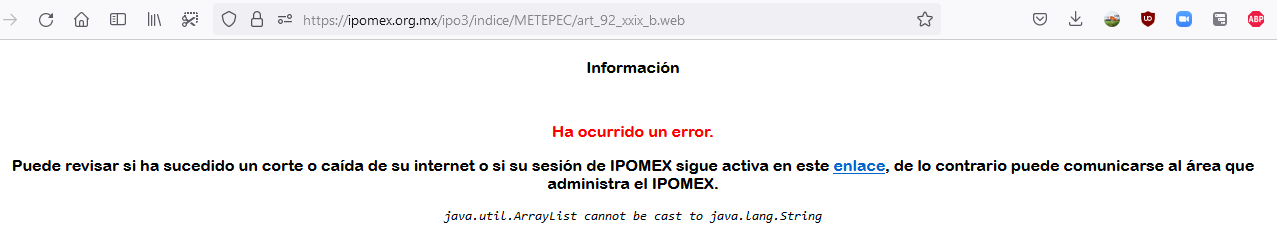 https://ipomex.org.mx/ipo3/indice/METEPEC/art_92_xxix_b.web
UD
ABP
Información
Ha ocurrido un error.
Puede revisar si ha sucedido un corte o caída de su internet o si su sesión de IPOMEX sigue activa en este enlace, de lo contrario puede comunicarse al área que
administra el IPOMEX.
java.util.ArrayList cannot be cast to java.lang.String